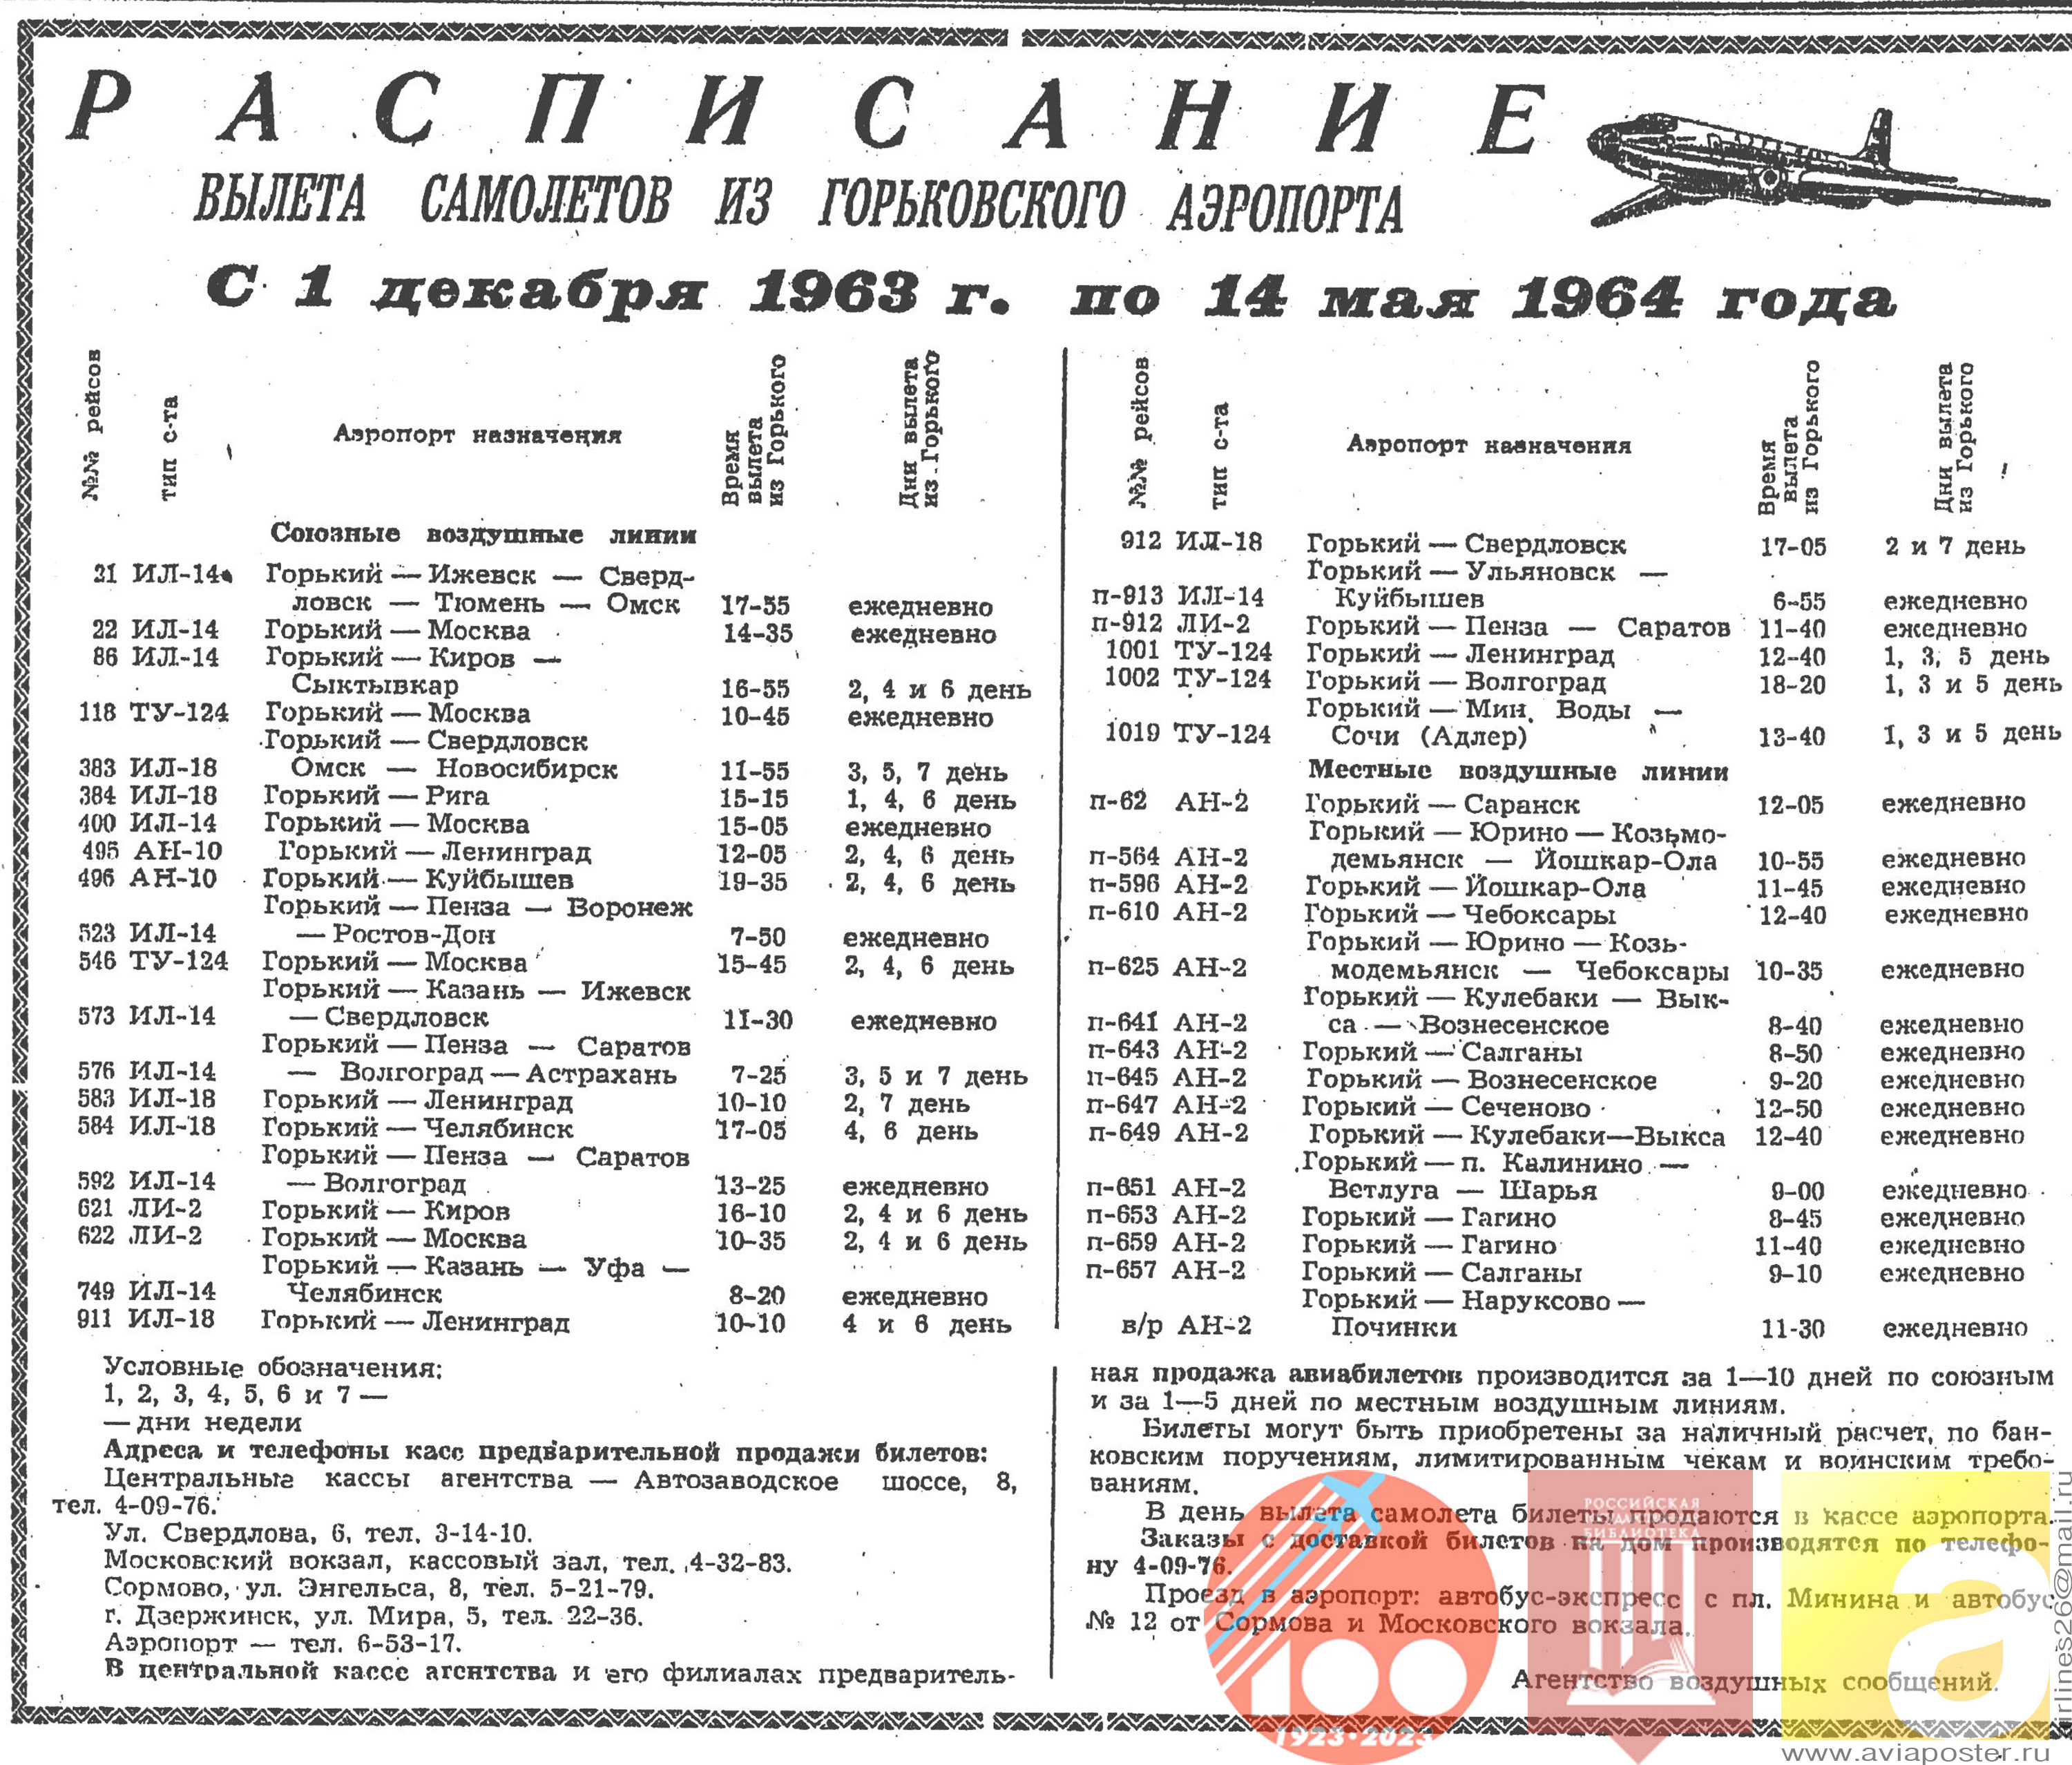 РАСПИСАНИЕ
ВЫЛЕТА САМОЛЕТОВ ИЗ ГОРЬКОВСКОГО АЭРОПОРТА
С 1 декабря 1963 г. по 14 мая 1964 года
№№ рейсов
тип с-та
Аэропорт назначения
Время вылета из Горького
Дни вылета из Горького
Союзные воздушные линии
21 ИЛ-14 Горький — Ижевск — Сверд-
ловск — Тюмень — Омск 17-55 ежедневно
22 ИЛ-14 Горький — Москва 14-35 ежедневно
86 ИЛ-14 Горький — Киров —
Сыктывкар 16-55 2, 4 и 6 день
118 ТУ-124 Горький — Москва 10-45 ежедневно
Горький — Свердловск
383 ИЛ-18 Омск — Новосибирск 11-55 3, 5, 7 день
384 ИЛ-18 Горький — Рига 15-15 1, 4, 6 день
400 ИЛ-14 Горький — Москва 15-05 ежедневно
495 АН-10 Горький — Ленинград 12-05 2, 4, 6 день
496 АН-10 Горький — Куйбышев 19-35 2, 4, 6 день
Горький — Пенза — Воронеж
523 ИЛ-14 — Ростов-Дон 7-50 ежедневно
546 ТУ-124 Горький — Москва 15-45 2, 4, 6 день
Горький — Казань — Ижевск
573 ИЛ-14 — Свердловск 11-30 ежедневно
Горький — Пенза — Саратов
576 ИЛ-14 — Волгоград — Астрахань 7-25 3, 5 и 7 день
583 ИЛ-18 Горький — Ленинград 10-10 2, 7 день
584 ИЛ-18 Горький — Челябинск 17-05 4, 6 день
Горький — Пенза — Саратов
592 ИЛ-14 — Волгоград 13-25 ежедневно
621 ЛИ-2 Горький — Киров 16-10 2, 4 и 6 день
622 ЛИ-2 Горький — Москва 10-35 2, 4 и 6 день
Горький — Казань — Уфа —
749 ИЛ-14 Челябинск 8-20 ежедневно
911 ИЛ-18 Горький — Ленинград 10-10 4 и 6 день
№№ рейсов
тип с-та
Аэропорт назначения
Время вылета из Горького
Дни вылета из Горького
912 ИЛ-18 Горький — Свердловск 17-05 2 и 7 день
Горький — Ульяновск —
п-913 ИЛ-14 Куйбышев 6-55 ежедневно
п-912 ЛИ-2 Горький — Пенза — Саратов 11-40 ежедневно
1001 ТУ-124 Горький — Ленинград 12-40 1, 3, 5 день
1002 ТУ-124 Горький — Волгоград 18-20 1, 3 и 5 день
Горький — Мин. Воды —
1019 ТУ-124 Сочи (Адлер) 13-40 1, 3 и 5 день
Местные воздушные линии
п-62 АН-2 Горький — Саранск 12-05 ежедневно
Горький — Юрино — Козьмо-
п-564 АН-2 демьянск — Йошкар-Ола 10-55 ежедневно
п-596 АН-2 Горький — Йошкар-Ола 11-45 ежедневно
п-610 АН-2 Горький — Чебоксары 12-40 ежедневно
Горький — Юрино — Козь-
п-625 АН-2 модемьянск — Чебоксары 10-35 ежедневно
Горький — Кулебаки — Вык-
п-641 АН-2 са — Вознесенское 8-40 ежедневно
п-643 АН-2 Горький — Салганы 8-50 ежедневно
п-645 АН-2 Горький — Вознесенское 9-20 ежедневно
п-647 АН-2 Горький — Сеченово 12-50 ежедневно
п-649 АН-2 Горький — Кулебаки—Выкса 12-40 ежедневно
Горький — п. Калинино —
п-651 АН-2 Ветлуга — Шарья 9-00 ежедневно
п-653 АН-2 Горький — Гагино 8-45 ежедневно
п-659 АН-2 Горький — Гагино 11-40 ежедневно
п-657 АН-2 Горький — Салганы 9-10 ежедневно
Горький — Наруксово —
в/р АН-2 Починки 11-30 ежедневно
Условные обозначения:
1, 2, 3, 4, 5, 6 и 7 —
— дни недели
Адреса и телефоны касс предварительной продажи билетов:
Центральные кассы агентства — Автозаводское шоссе, 8,
тел. 4-09-76.
Ул. Свердлова, 6, тел. 3-14-10.
Московский вокзал, кассовый зал, тел. 4-32-83.
Сормово, ул. Энгельса, 8, тел. 5-21-79.
г. Дзержинск, ул. Мира, 5, тел. 22-36.
Аэропорт — тел. 6-53-17.
В центральной кассе агентства и его филиалах предваритель-
ная продажа авиабилетов производится за 1—10 дней по союзным
и за 1—5 дней по местным воздушным линиям.
Билеты могут быть приобретены за наличный расчет, по бан-
ковским поручениям, лимитированным чекам и воинским требо-
ваниям.
В день вылета самолета билеты продаются в кассе аэропорта.
Заказы с доставкой билетов на дом производятся по телефо-
ну 4-09-76.
Проезд в аэропорт: автобус-экспресс с пл. Минина и автобус
№ 12 от Сормова и Московского вокзала.
Агентство воздушных сообщений.
100
1923·2023
РОССИЙСКАЯ
ГОСУДАРСТВЕННАЯ
БИБЛИОТЕКА
a
www.aviaposter.ru
irlines26@mail.ru